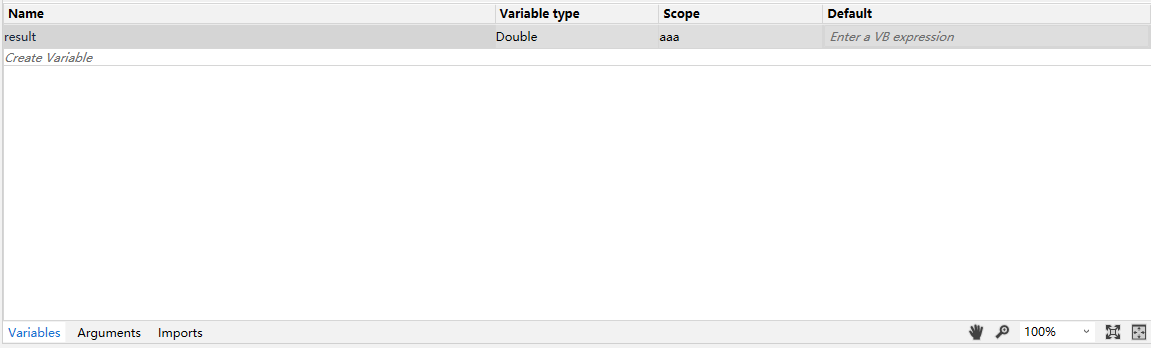 Name Variable type Scope Default
result Double aaa Enter a VB expression
Create Variable
Variables Arguments Imports 100%